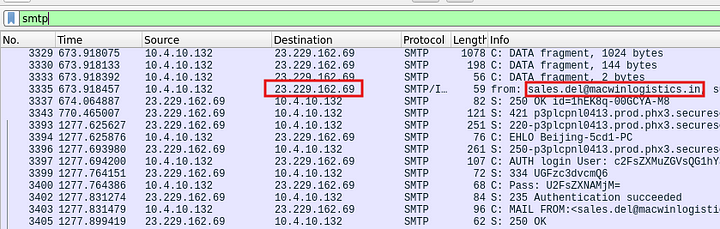 smtp
No. Time Source Destination Protocol Length Info
3329 673.918075 10.4.10.132 23.229.162.69 SMTP 1078 C: DATA fragment, 1024 bytes
3330 673.918133 10.4.10.132 23.229.162.69 SMTP 198 C: DATA fragment, 144 bytes
3333 673.918392 10.4.10.132 23.229.162.69 SMTP 56 C: DATA fragment, 2 bytes
3335 673.918457 10.4.10.132 23.229.162.69 SMTP/I… 59 from: sales.del@macwinlogistics.in,
3337 674.064887 23.229.162.69 10.4.10.132 SMTP 82 S: 250 OK id=1hEK8q-00GCYA-M8
3343 770.465007 23.229.162.69 10.4.10.132 SMTP 121 S: 421 p3plcpnl0413.prod.phx3.secures
3393 1277.625627 23.229.162.69 10.4.10.132 SMTP 251 S: 220-p3plcpnl0413.prod.phx3.secures
3394 1277.625876 10.4.10.132 23.229.162.69 SMTP 76 C: EHLO Beijing-5cd1-PC
3396 1277.693980 23.229.162.69 10.4.10.132 SMTP 261 S: 250-p3plcpnl0413.prod.phx3.secures
3397 1277.694200 10.4.10.132 23.229.162.69 SMTP 107 C: AUTH login User: c2FsZXMuZGVsQG1hY
3399 1277.764151 23.229.162.69 10.4.10.132 SMTP 72 S: 334 UGFzc3dvcmQ6
3400 1277.764386 10.4.10.132 23.229.162.69 SMTP 68 C: Pass: U2FsZXNAMjM=
3402 1277.831274 23.229.162.69 10.4.10.132 SMTP 84 S: 235 Authentication succeeded
3403 1277.831479 10.4.10.132 23.229.162.69 SMTP 96 C: MAIL FROM:<sales.del@macwinlogisti
3405 1277.899419 23.229.162.69 10.4.10.132 SMTP 62 S: 250 OK